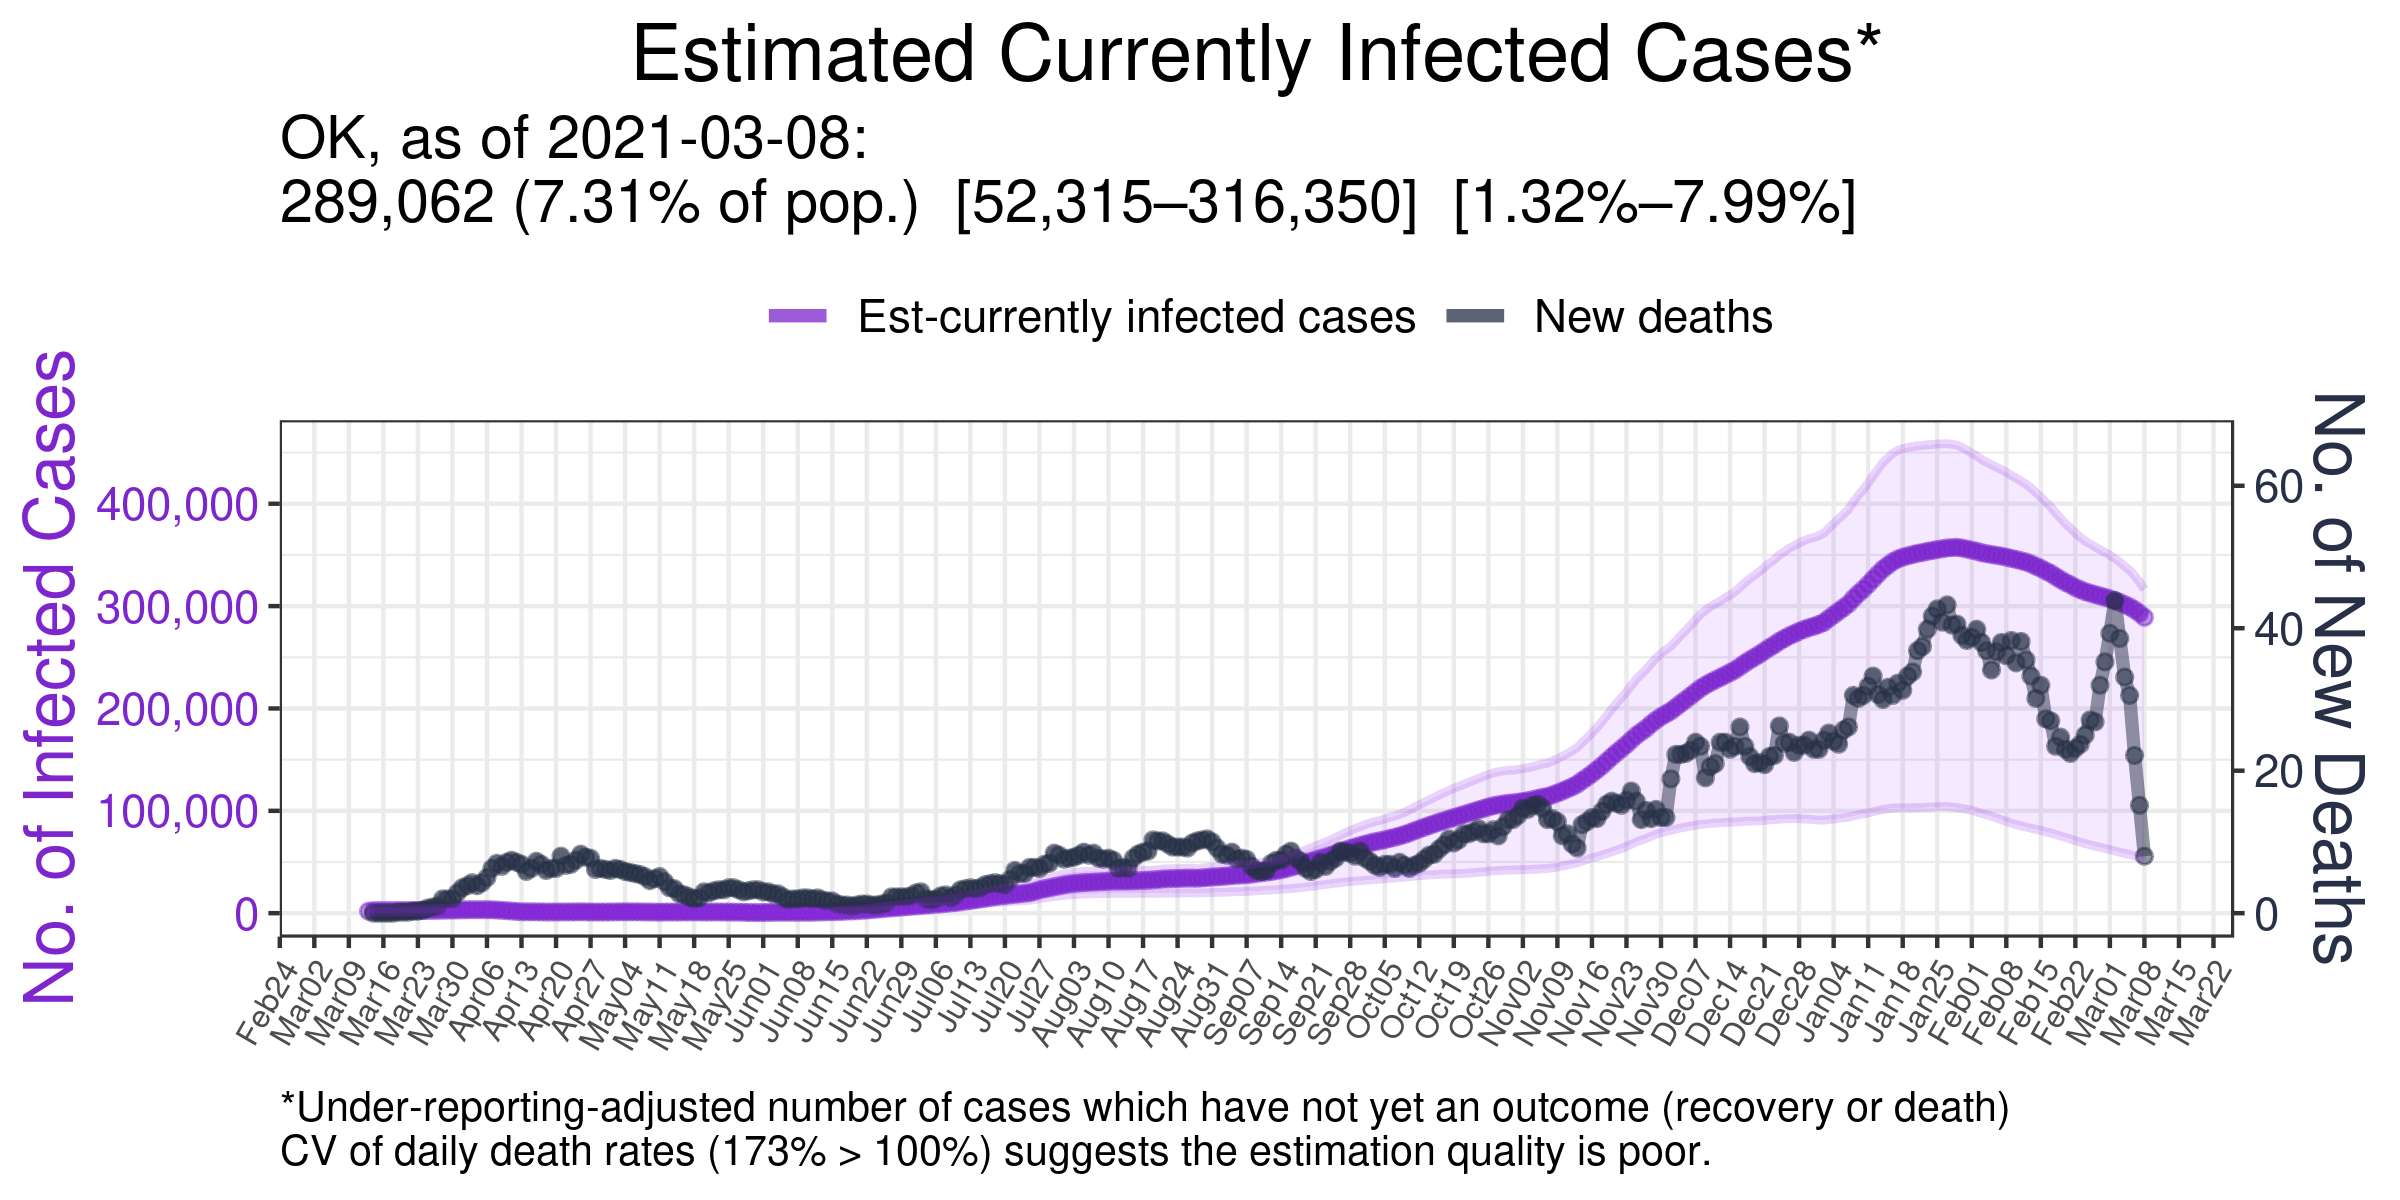 Estimated Currently Infected Cases*
OK, as of 2021-03-08:
289,062 (7.31% of pop.) [52,315–316,350] [1.32%–7.99%]
Est-currently infected cases
New deaths
No. of Infected Cases
400,000
300,000
200,000
100,000
0
60
40
20
0
No. of New Deaths
Feb24
Mar02
Mar09
Mar16
Mar23
Mar30
Apr06
Apr13
Apr20
Apr27
May04
May11
May18
May25
Jun01
Jun08
Jun15
Jun22
Jun29
Jul06
Jul13
Jul20
Jul27
Aug03
Aug10
Aug17
Aug24
Aug31
Sep07
Sep14
Sep21
Sep28
Oct05
Oct12
Oct19
Oct26
Nov02
Nov09
Nov16
Nov23
Nov30
Dec07
Dec14
Dec21
Dec28
Jan04
Jan11
Jan18
Jan25
Feb01
Feb08
Feb15
Feb22
Mar01
Mar08
Mar15
Mar22
*Under-reporting-adjusted number of cases which have not yet an outcome (recovery or death)
CV of daily death rates (173% > 100%) suggests the estimation quality is poor.